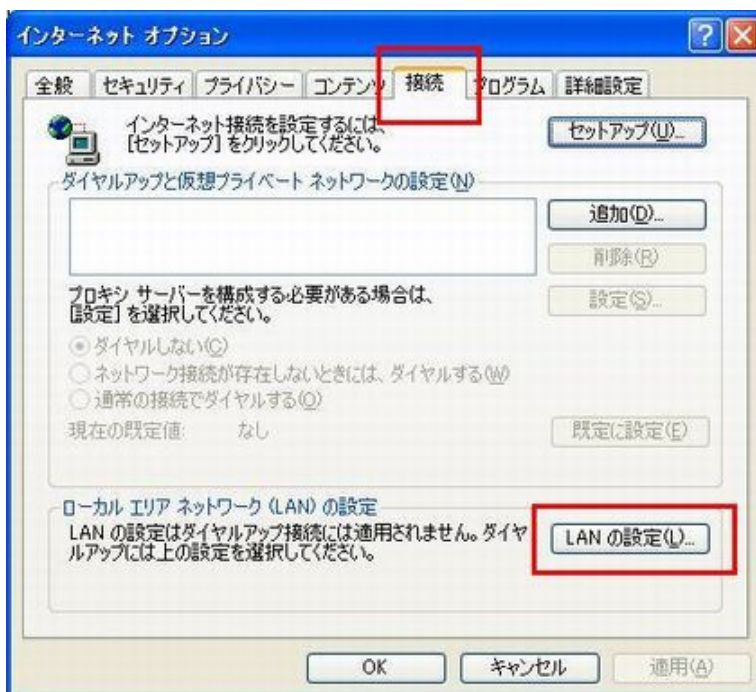 インターネット オプション
全般 セキュリティ プライバシー コンテンツ 接続 プログラム 詳細設定
インターネット接続を設定するには、 セットアップ(U)...
[セットアップ] をクリックしてください。
ダイヤルアップと仮想プライベート ネットワークの設定(N)
追加(D)...
削除(R)
プロキシ サーバーを構成する必要がある場合は、 設定(S)...
[設定] を選択してください。
ダイヤルしない(C)
ネットワーク接続が存在しないときには、ダイヤルする(W)
通常の接続でダイヤルする(O)
現在の既定値: なし 既定に設定(E)
ローカル エリア ネットワーク (LAN) の設定
LAN の設定はダイヤルアップ接続には適用されません。ダイヤ LAN の設定(L)...
ルアップには上の設定を選択してください。
OK キャンセル 適用(A)